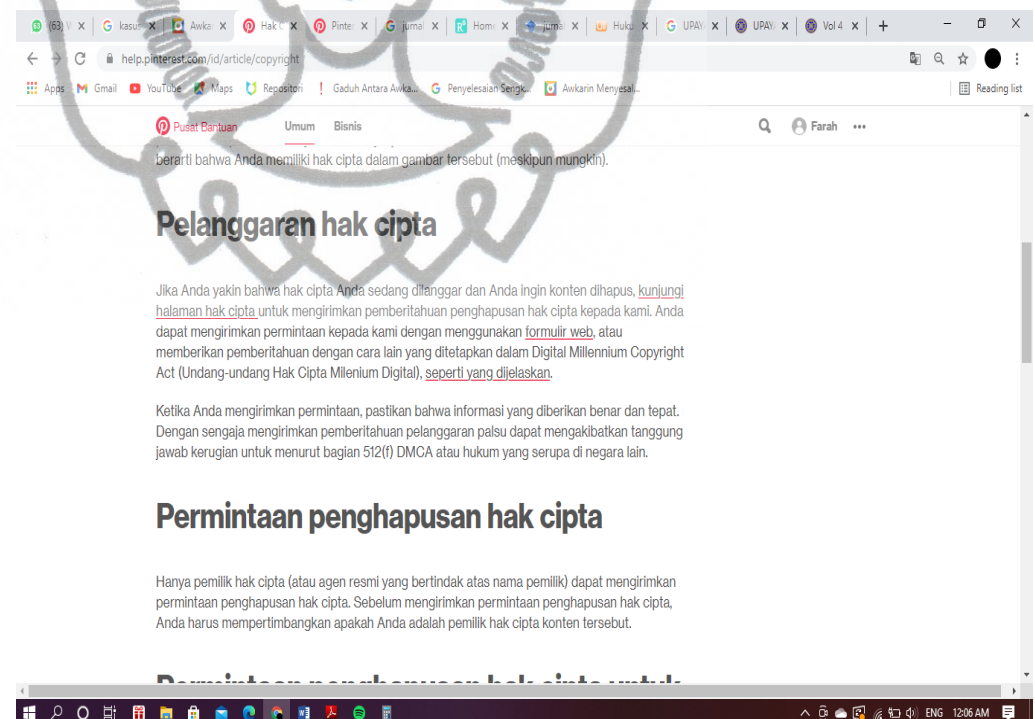 (63)
kasus
Awka
Hak C
Pinter
jurnal
Home
jurna
Huku
UPAY
UPAY
Vol 4
help.pinterest.com/id/article/copyright
Apps
Gmail
YouTube
Maps
Repositori
Gaduh Antara Awka...
Penyelesaian Sengk...
Awkarin Menyesal...
Reading list
Pusat Bantuan
Umum
Bisnis
Farah
berarti bahwa Anda memiliki hak cipta dalam gambar tersebut (meskipun mungkin).
Pelanggaran hak cipta
Jika Anda yakin bahwa hak cipta Anda sedang dilanggar dan Anda ingin konten dihapus, kunjungi
halaman hak cipta untuk mengirimkan pemberitahuan penghapusan hak cipta kepada kami. Anda
dapat mengirimkan permintaan kepada kami dengan menggunakan formulir web, atau
memberikan pemberitahuan dengan cara lain yang ditetapkan dalam Digital Millennium Copyright
Act (Undang-undang Hak Cipta Milenium Digital), seperti yang dijelaskan.
Ketika Anda mengirimkan permintaan, pastikan bahwa informasi yang diberikan benar dan tepat.
Dengan sengaja mengirimkan pemberitahuan pelanggaran palsu dapat mengakibatkan tanggung
jawab kerugian untuk menurut bagian 512(f) DMCA atau hukum yang serupa di negara lain.
Permintaan penghapusan hak cipta
Hanya pemilik hak cipta (atau agen resmi yang bertindak atas nama pemilik) dapat mengirimkan
permintaan penghapusan hak cipta. Sebelum mengirimkan permintaan penghapusan hak cipta,
Anda harus mempertimbangkan apakah Anda adalah pemilik hak cipta konten tersebut.
Permintaan penghapusan hak cipta untuk
ENG
12:06 AM